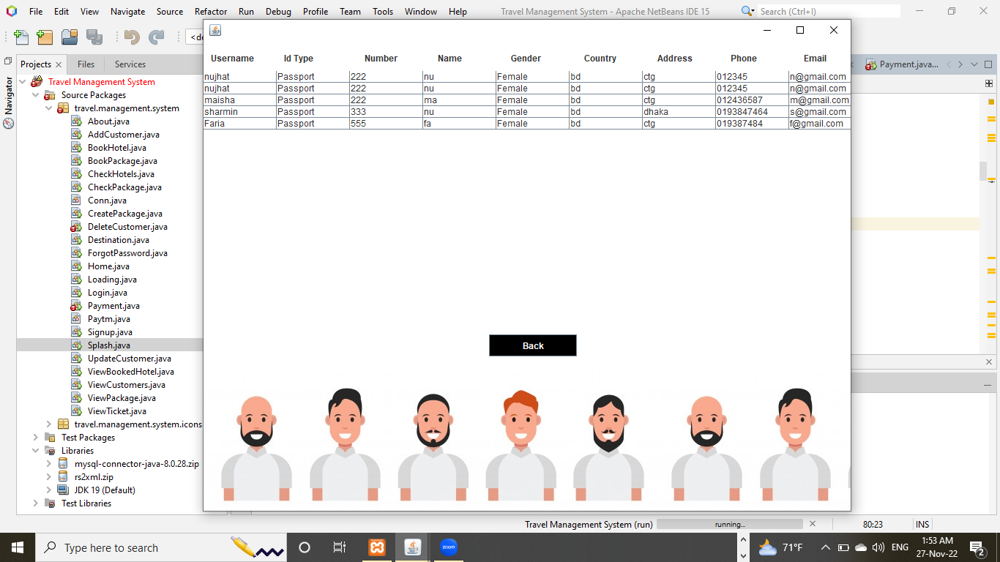 File Edit View Navigate Source Refactor Run Debug Profile Team Tools Window Help Travel Management System - Apache NetBeans IDE 15 Search (Ctrl+I)
<de
Projects Files Services Payment.java...
Navigator
Travel Management System
Source Packages
travel.management.system
About.java
AddCustomer.java
BookHotel.java
BookPackage.java
CheckHotels.java
CheckPackage.java
Conn.java
CreatePackage.java
DeleteCustomer.java
Destination.java
ForgotPassword.java
Home.java
Loading.java
Login.java
Payment.java
Paytm.java
Signup.java
Splash.java
UpdateCustomer.java
ViewBookedHotel.java
ViewCustomers.java
ViewPackage.java
ViewTicket.java
travel.management.system.icons
Test Packages
Libraries
mysql-connector-java-8.0.28.zip
rs2xml.zip
JDK 19 (Default)
Test Libraries
Username Id Type Number Name Gender Country Address Phone Email
nujhat Passport 222 nu Female bd ctg 012345 n@gmail.com
nujhat Passport 222 nu Female bd ctg 012345 n@gmail.com
maisha Passport 222 ma Female bd ctg 012436587 m@gmail.com
sharmin Passport 333 nu Female bd dhaka 0193847464 s@gmail.com
Faria Passport 555 fa Female bd ctg 019387484 f@gmail.com
Back
Travel Management System (run) running... 80:23 INS
Type here to search zoom 71°F ENG 1:53 AM
27-Nov-22 2